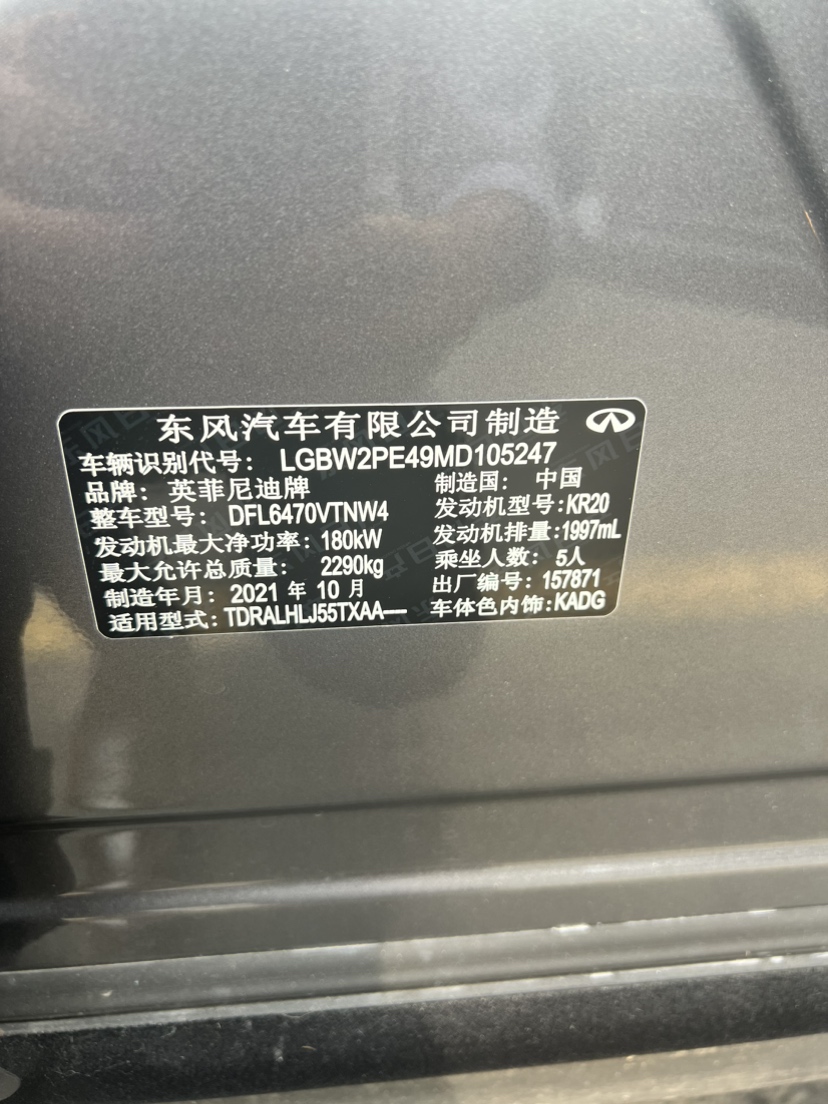 东风汽车有限公司制造
车辆识别代号: LGBW2PE49MD105247
品牌: 英菲尼迪牌 制造国: 中国
整车型号: DFL6470VTNW4 发动机型号:KR20
发动机最大净功率: 180kW 发动机排量:1997mL
最大允许总质量: 2290kg 乘坐人数: 5人
制造年月: 2021 年 10 月 出厂编号: 157871
适用型式: TDRALHLJ55TXAA--- 车体色内饰:KADG